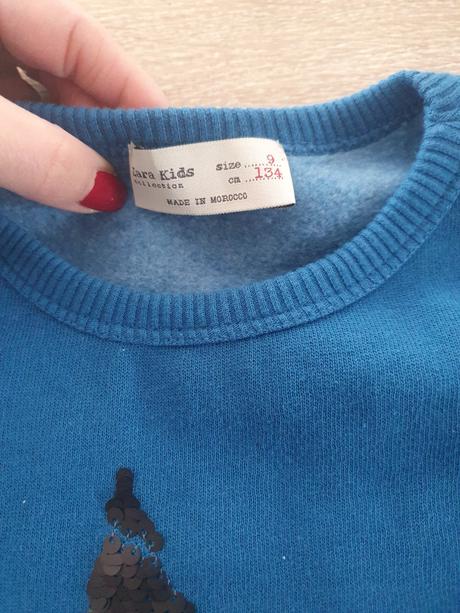 Zara Kids
collection
size 9
cm 134
MADE IN MOROCCO